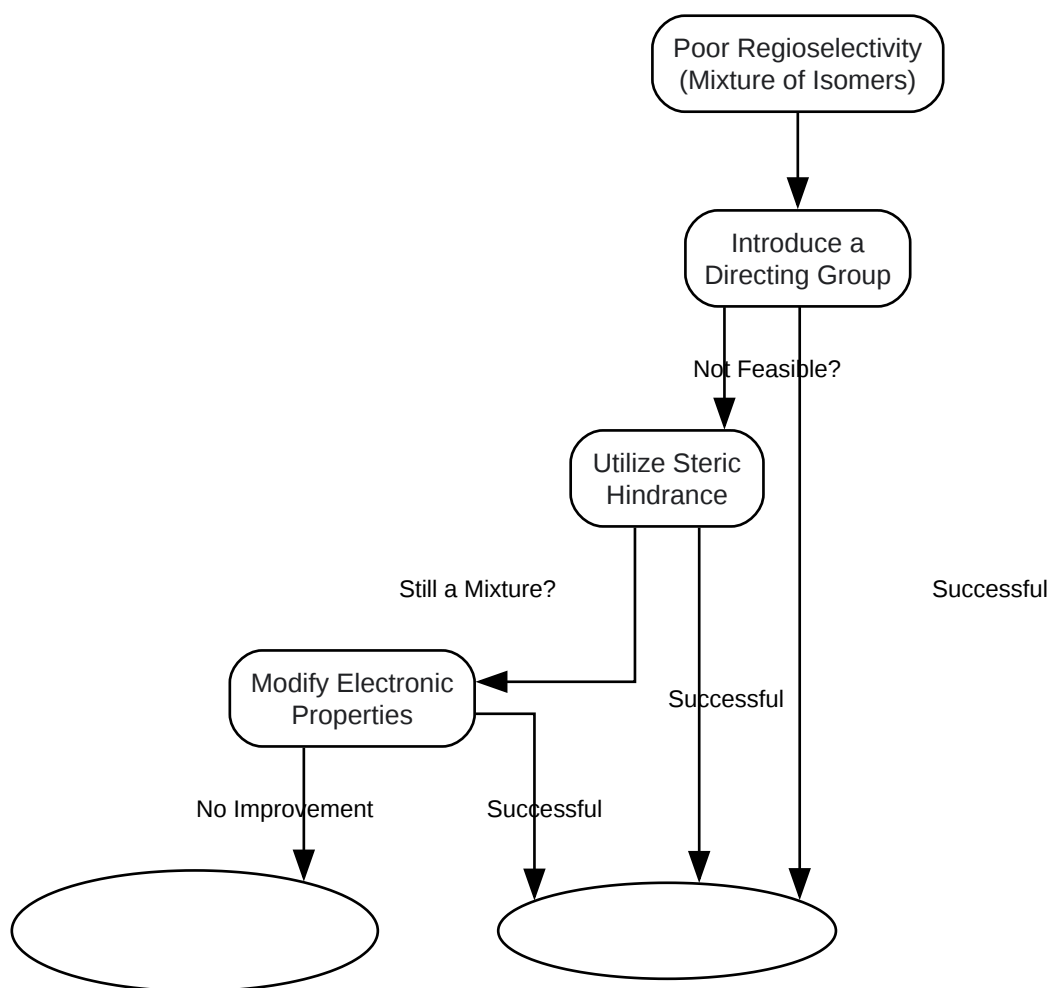 Poor Regioselectivity
(Mixture of Isomers)
Introduce a
Directing Group
Not Feasible?
Utilize Steric
Hindrance
Still a Mixture?
Successful
Modify Electronic
Properties
Successful
No Improvement
Successful